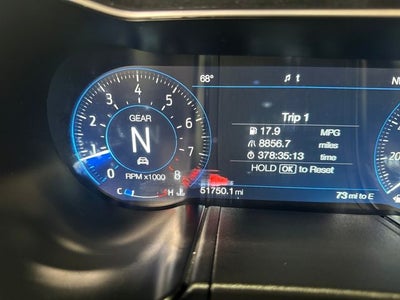 68° t N
Trip 1
17.9 MPG
8856.7 miles
378:35:13 time
HOLD OK to Reset
0 1 2 3 4 5 6 7 8
GEAR
N
RPM x1000
C H
51750.1 mi
73 mi to E
20